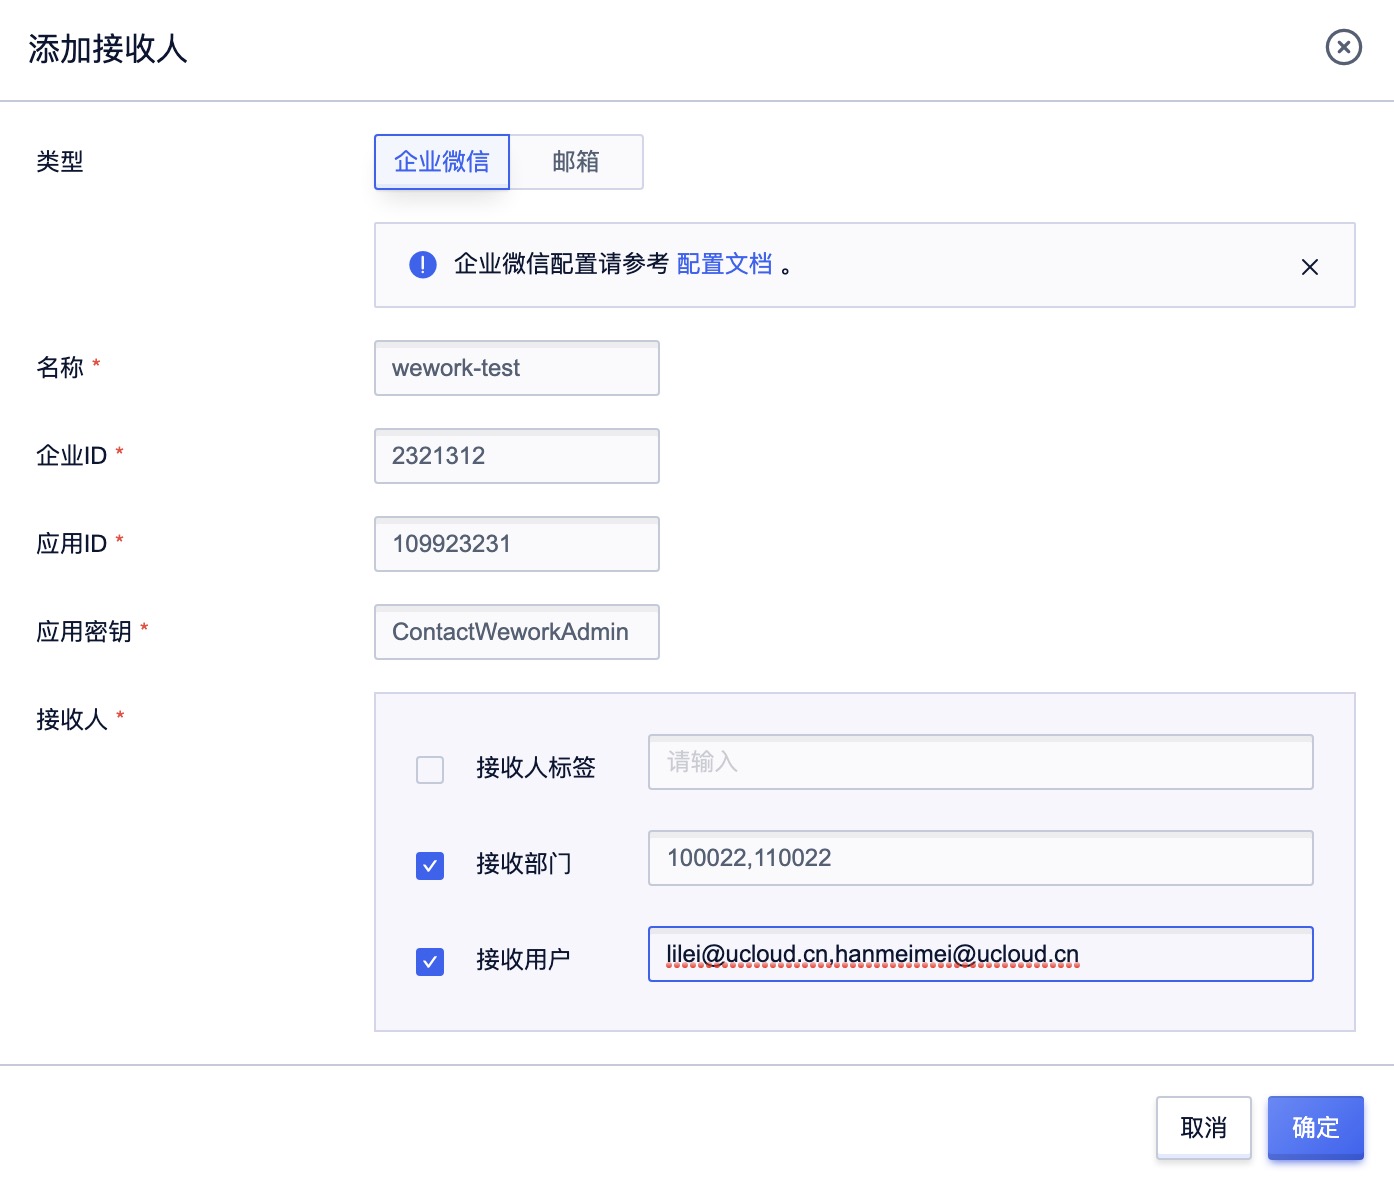 添加接收人
类型
企业微信 邮箱
企业微信配置请参考 配置文档 。
名称 * wework-test
企业ID * 2321312
应用ID * 109923231
应用密钥 * ContactWeworkAdmin
接收人 *
接收人标签 请输入
接收部门 100022,110022
接收用户 lilei@ucloud.cn,hanmeimei@ucloud.cn
取消 确定